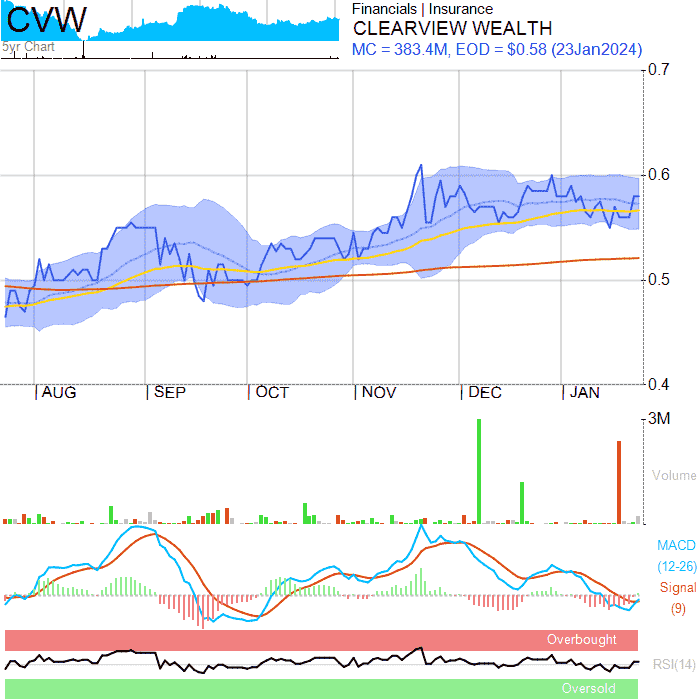 CVW
5yr Chart
Financials | Insurance
CLEARVIEW WEALTH
MC = 383.4M, EOD = $0.58 (23Jan2024)
0.7
0.6
0.5
0.4
AUG SEP OCT NOV DEC JAN
3M
Volume
MACD
(12-26)
Signal
(9)
Overbought
RSI(14)
Oversold